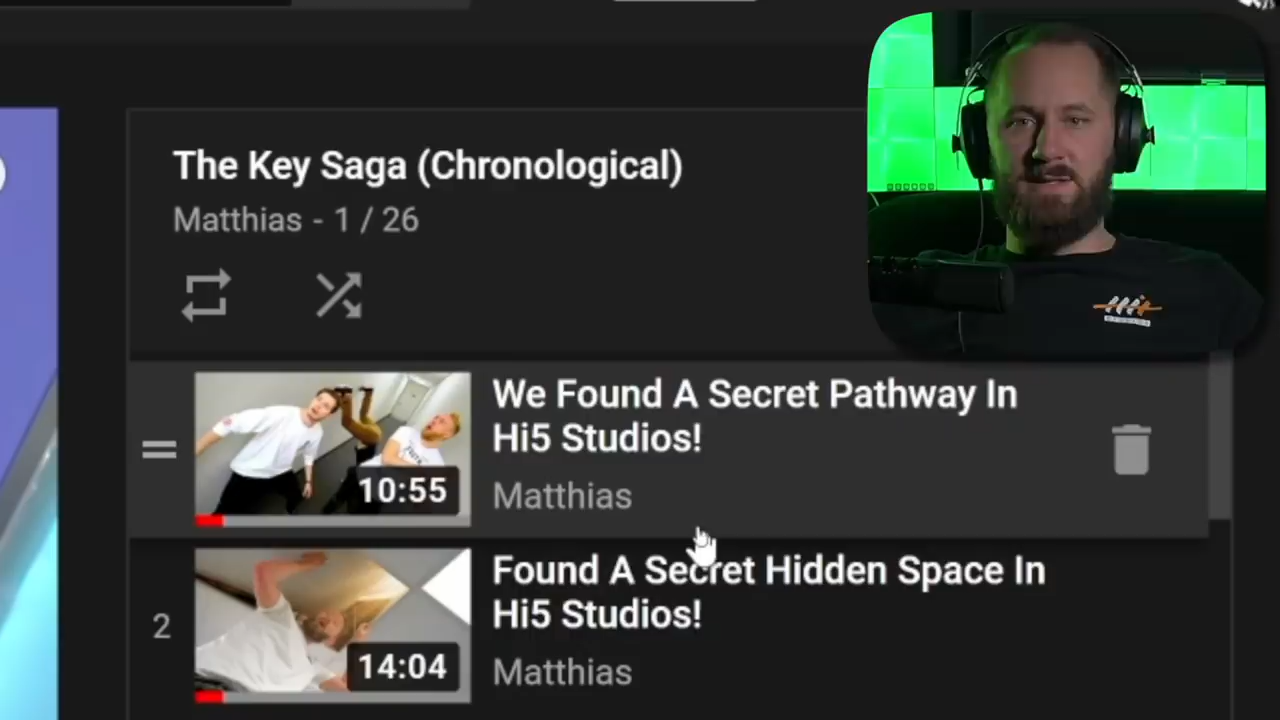 The Key Saga (Chronological)
Matthias - 1 / 26
We Found A Secret Pathway In
Hi5 Studios!
10:55
Matthias
Found A Secret Hidden Space In
2
Hi5 Studios!
14:04
Matthias